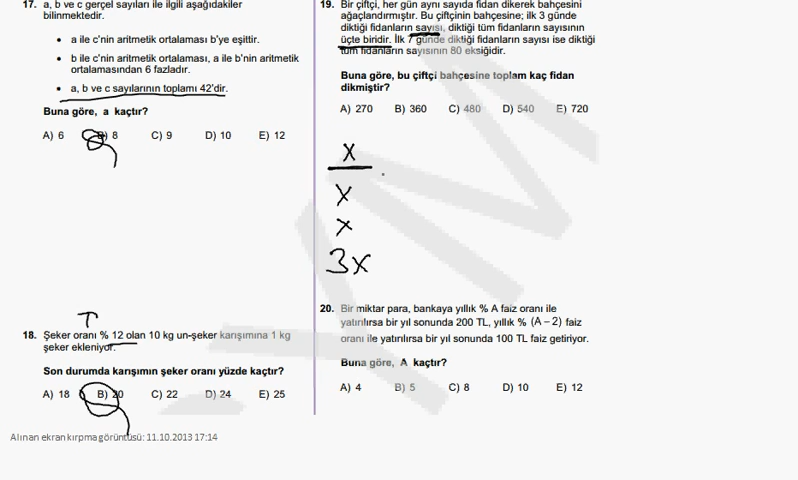 17. a, b ve c gerçel sayıları ile ilgili aşağıdakiler
bilinmektedir.
• a ile c'nin aritmetik ortalaması b'ye eşittir.
• b ile c'nin aritmetik ortalaması, a ile b'nin aritmetik
ortalamasından 6 fazladır.
• a, b ve c sayılarının toplamı 42'dir.
Buna göre, a kaçtır?
A) 6 B) 8 C) 9 D) 10 E) 12
T
18. Şeker oranı % 12 olan 10 kg un-şeker karışımına 1 kg
şeker ekleniyor.
Son durumda karışımın şeker oranı yüzde kaçtır?
A) 18 B) 20 C) 22 D) 24 E) 25
19. Bir çiftçi, her gün aynı sayıda fidan dikerek bahçesini
ağaçlandırmıştır. Bu çiftçinin bahçesine; ilk 3 günde
diktiği fidanların sayısı, diktiği tüm fidanların sayısının
üçte biridir. İlk 7 günde diktiği fidanların sayısı ise diktiği
tüm fidanların sayısının 80 eksiğidir.
Buna göre, bu çiftçi bahçesine toplam kaç fidan
dikmiştir?
A) 270 B) 360 C) 480 D) 540 E) 720
x
x
x
3x
20. Bir miktar para, bankaya yıllık % A faiz oranı ile
yatırılırsa bir yıl sonunda 200 TL, yıllık % (A – 2) faiz
oranı ile yatırılırsa bir yıl sonunda 100 TL faiz getiriyor.
Buna göre, A kaçtır?
A) 4 B) 5 C) 8 D) 10 E) 12
Alınan ekran kırpma görüntüsü: 11.10.2013 17:14